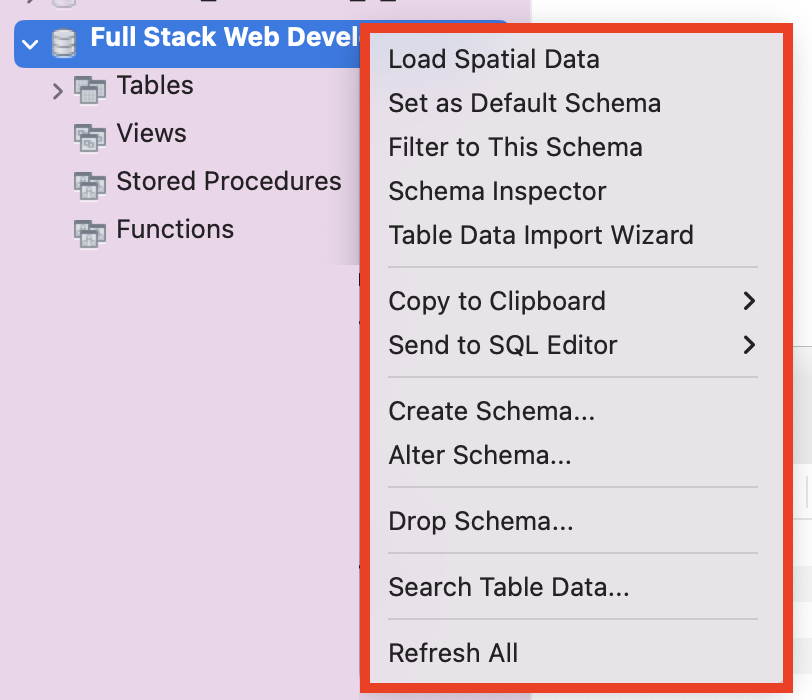 Full Stack Web Devel
Tables
Views
Stored Procedures
Functions
Load Spatial Data
Set as Default Schema
Filter to This Schema
Schema Inspector
Table Data Import Wizard
Copy to Clipboard
Send to SQL Editor
Create Schema...
Alter Schema...
Drop Schema...
Search Table Data...
Refresh All